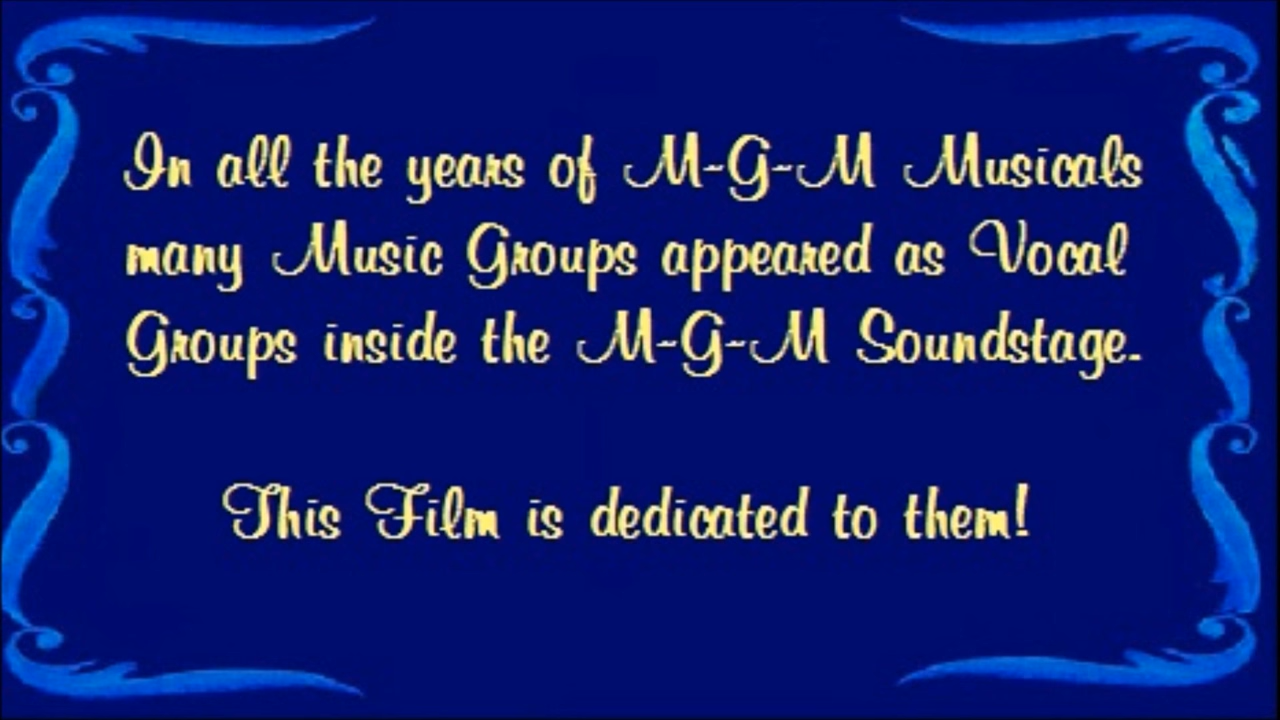 In all the years of M-G-M Musicals
many Music Groups appeared as Vocal
Groups inside the M-G-M Soundstage.
This Film is dedicated to them!